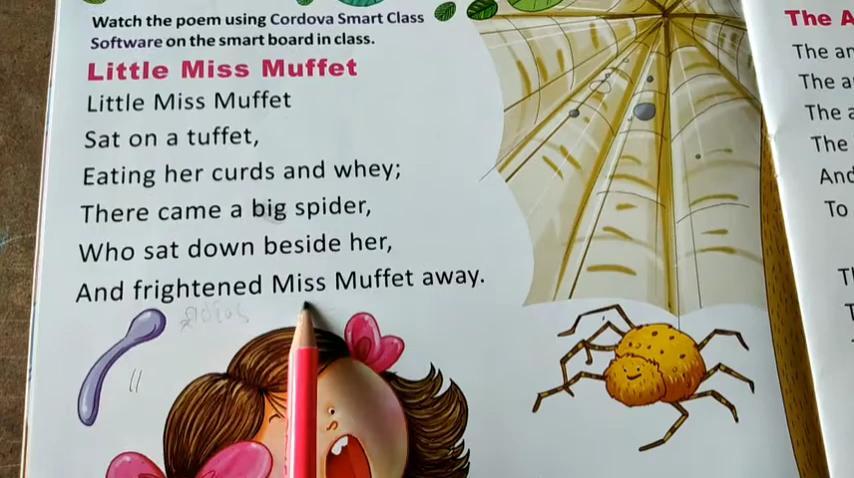 Watch the poem using Cordova Smart Class
Software on the smart board in class.
Little Miss Muffet
Little Miss Muffet
Sat on a tuffet,
Eating her curds and whey;
There came a big spider,
Who sat down beside her,
And frightened Miss Muffet away.
The A
The
The
The
The
And
To